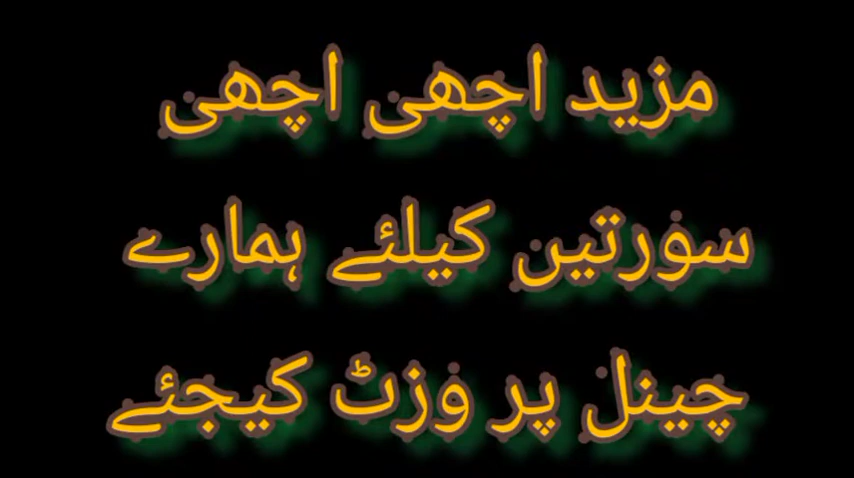 مزید اچھی اچھی
سورتیں کیلئے ہمارے
چینل پر وزٹ کیجئے